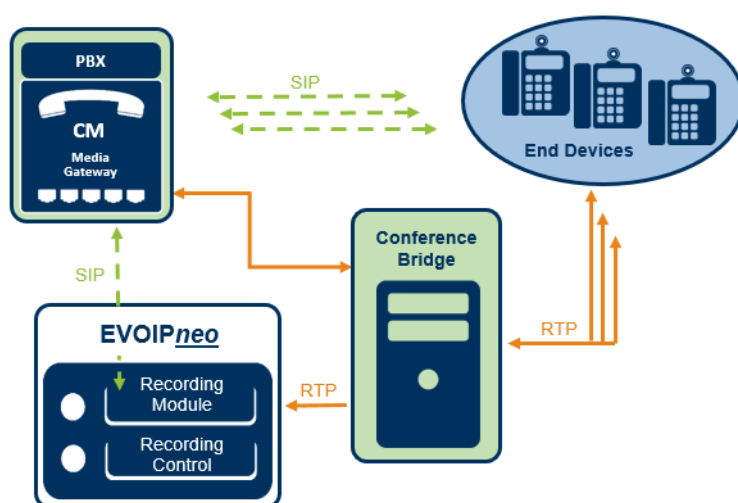 PBX
CM
Media
Gateway
SIP
End Devices
SIP
Conference
Bridge
RTP
EVOIPneo
RTP
Recording
Module
Recording
Control